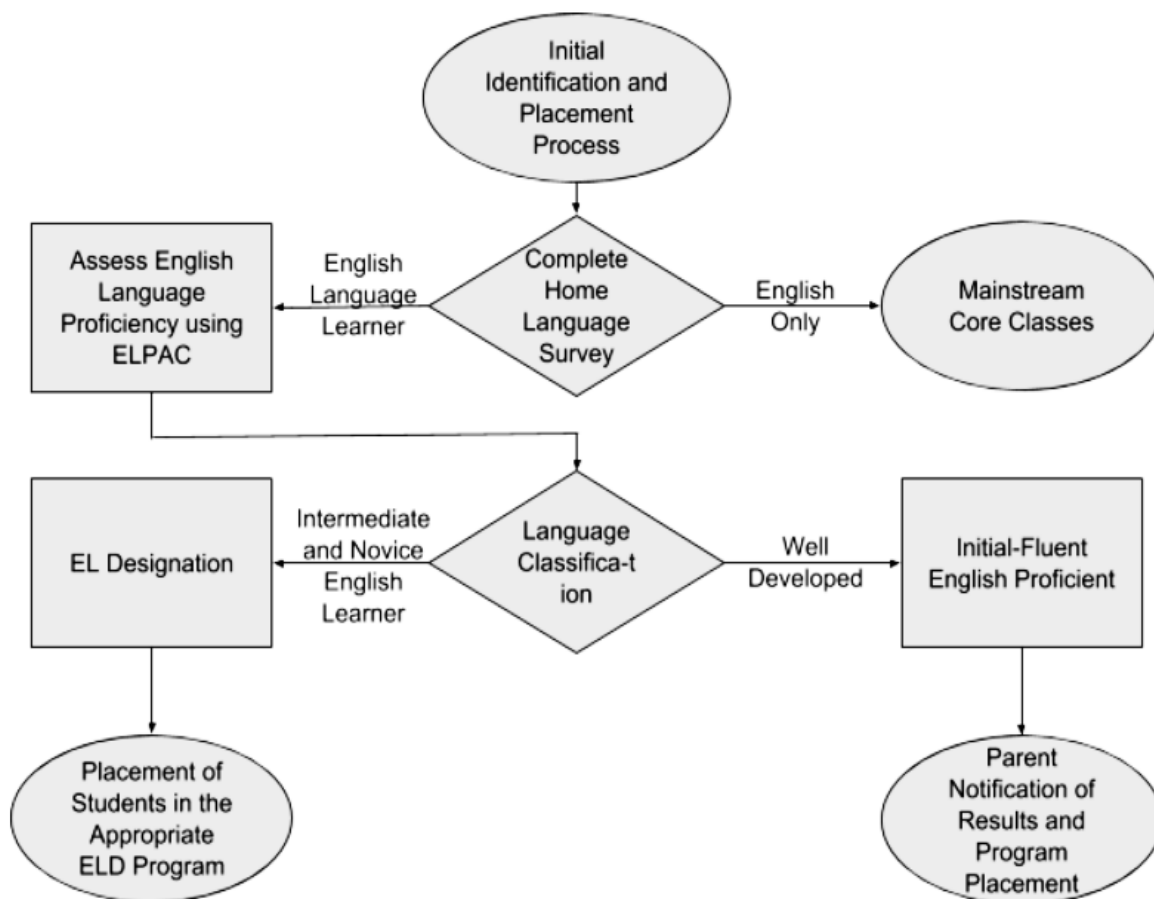 Initial
Identification and
Placement
Process
Assess English
Language
Proficiency using
ELPAC
English
Language
Learner
Complete
Home
Language
Survey
English
Only
Mainstream
Core Classes
EL Designation
Intermediate
and Novice
English
Learner
Language
Classifica-t
ion
Well
Developed
Initial-Fluent
English Proficient
Placement of
Students in the
Appropriate
ELD Program
Parent
Notification of
Results and
Program
Placement